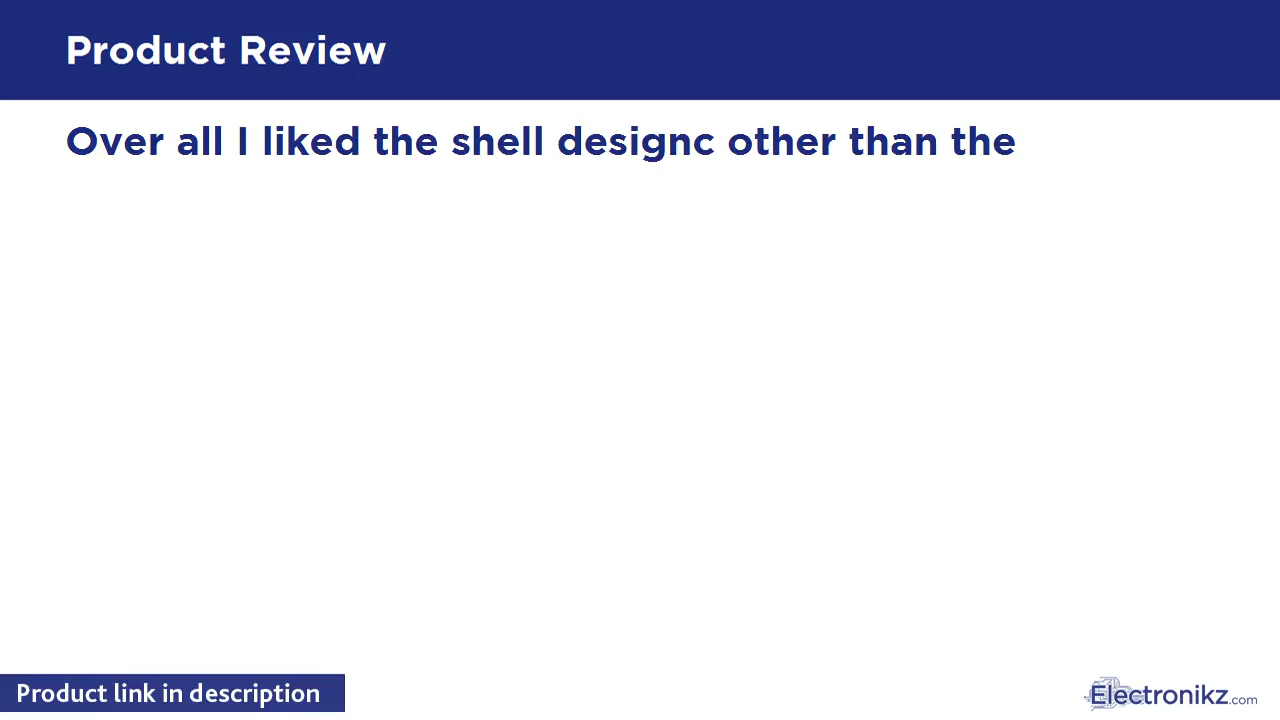 Product Review
Over all I liked the shell designc other than the
Product link in description
Electronikz.com